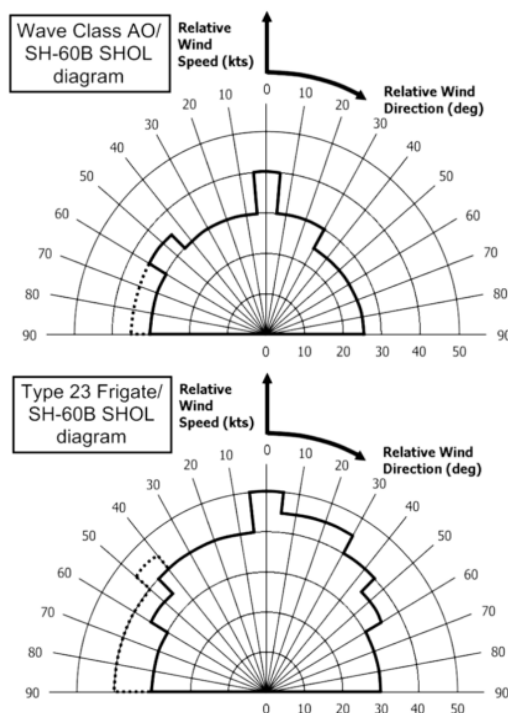 Wave Class AO/
SH-60B SHOL
diagram
Relative
Wind
Speed (kts)
Relative Wind
Direction (deg)
0
10
10
20
20
30
30
40
40
50
50
60
60
70
70
80
80
90
90
0 10 20 30 40 50
Type 23 Frigate/
SH-60B SHOL
diagram
Relative
Wind
Speed (kts)
Relative Wind
Direction (deg)
0
10
10
20
20
30
30
40
40
50
50
60
60
70
70
80
80
90
90
0 10 20 30 40 50